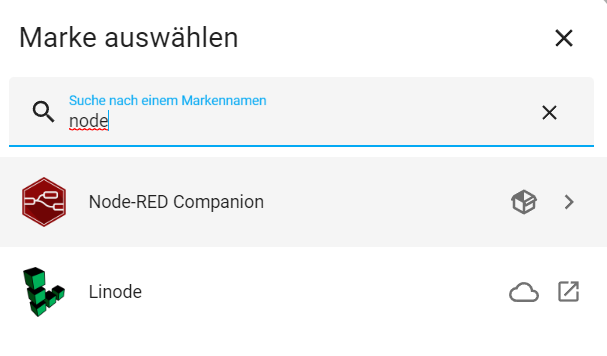 Marke auswählen
Suche nach einem Markennamen
node
Node-RED Companion
Linode